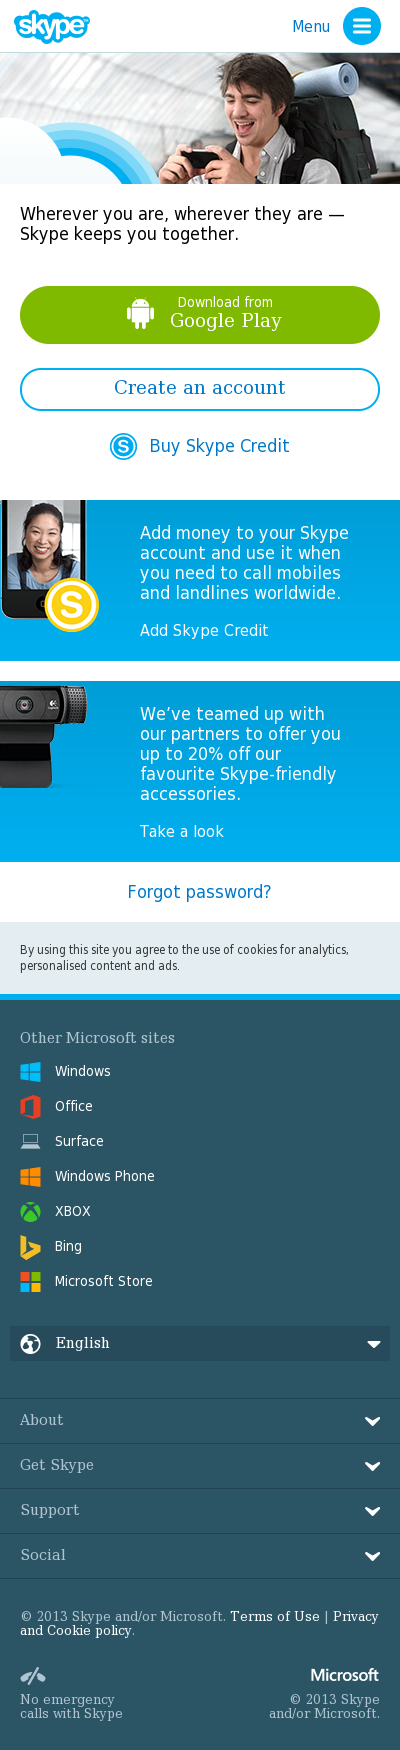 skype
Menu
Wherever you are, wherever they are —
Skype keeps you together.
Download from
Google Play
Create an account
Buy Skype Credit
Add money to your Skype
account and use it when
you need to call mobiles
and landlines worldwide.
Add Skype Credit
Logitech
We’ve teamed up with
our partners to offer you
up to 20% off our
favourite Skype-friendly
accessories.
Take a look
Forgot password?
By using this site you agree to the use of cookies for analytics,
personalised content and ads.
Other Microsoft sites
Windows
Office
Surface
Windows Phone
XBOX
Bing
Microsoft Store
English
About
Get Skype
Support
Social
© 2013 Skype and/or Microsoft. Terms of Use | Privacy
and Cookie policy.
Microsoft
No emergency
calls with Skype
© 2013 Skype
and/or Microsoft.